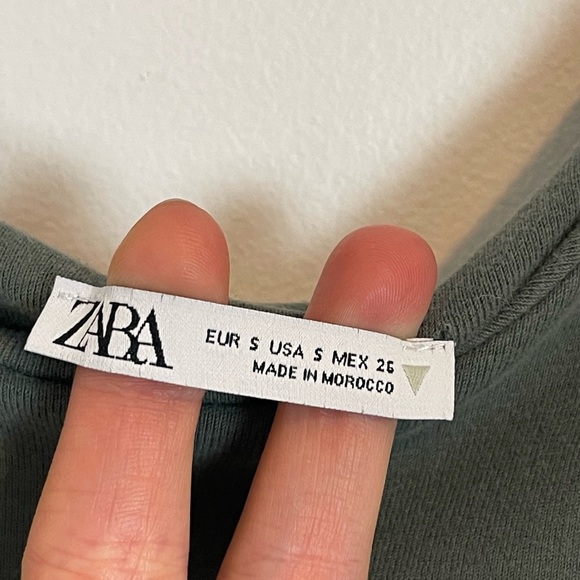 ZARA
EUR S USA S MEX 26
MADE IN MOROCCO